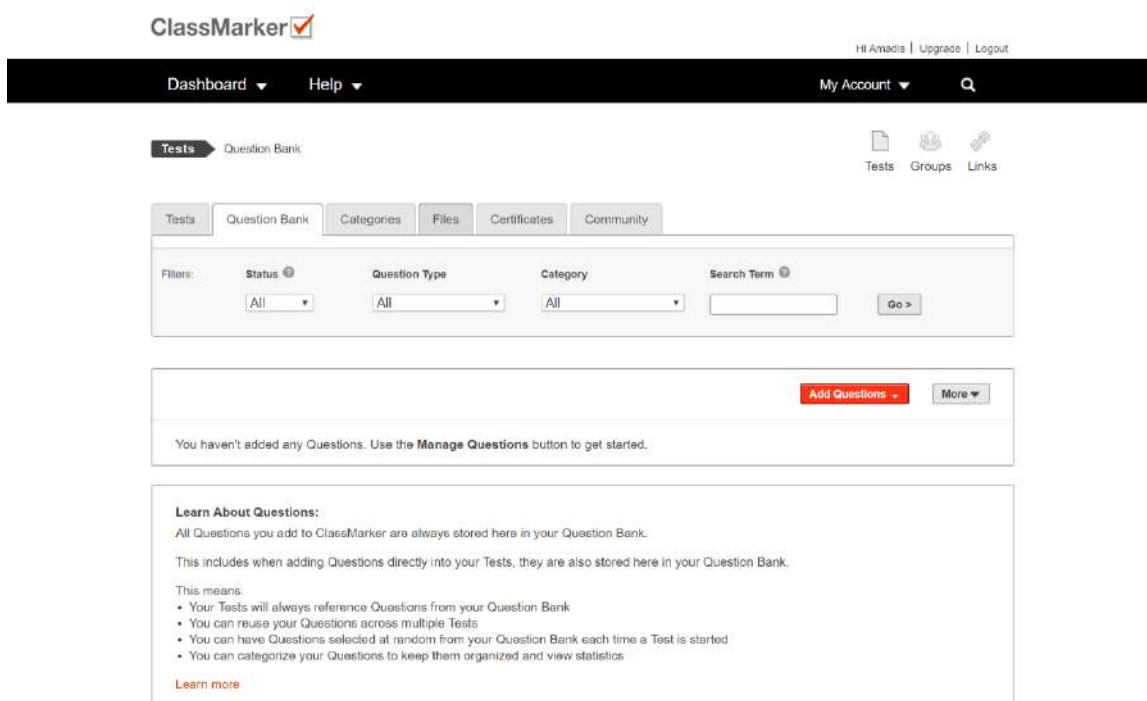 ClassMarker
Hi Amadis | Upgrade | Logout
Dashboard Help My Account
Tests Question Bank
Tests Groups Links
Tests Question Bank Categories Files Certificates Community
Filters: Status Question Type Category Search Term
All All All Go >
Add Questions More
You haven't added any Questions. Use the Manage Questions button to get started.
Learn About Questions:
All Questions you add to ClassMarker are always stored here in your Question Bank.
This includes when adding Questions directly into your Tests, they are also stored here in your Question Bank.
This means:
• Your Tests will always reference Questions from your Question Bank
• You can reuse your Questions across multiple Tests
• You can have Questions selected at random from your Question Bank each time a Test is started
• You can categorize your Questions to keep them organized and view statistics
Learn more